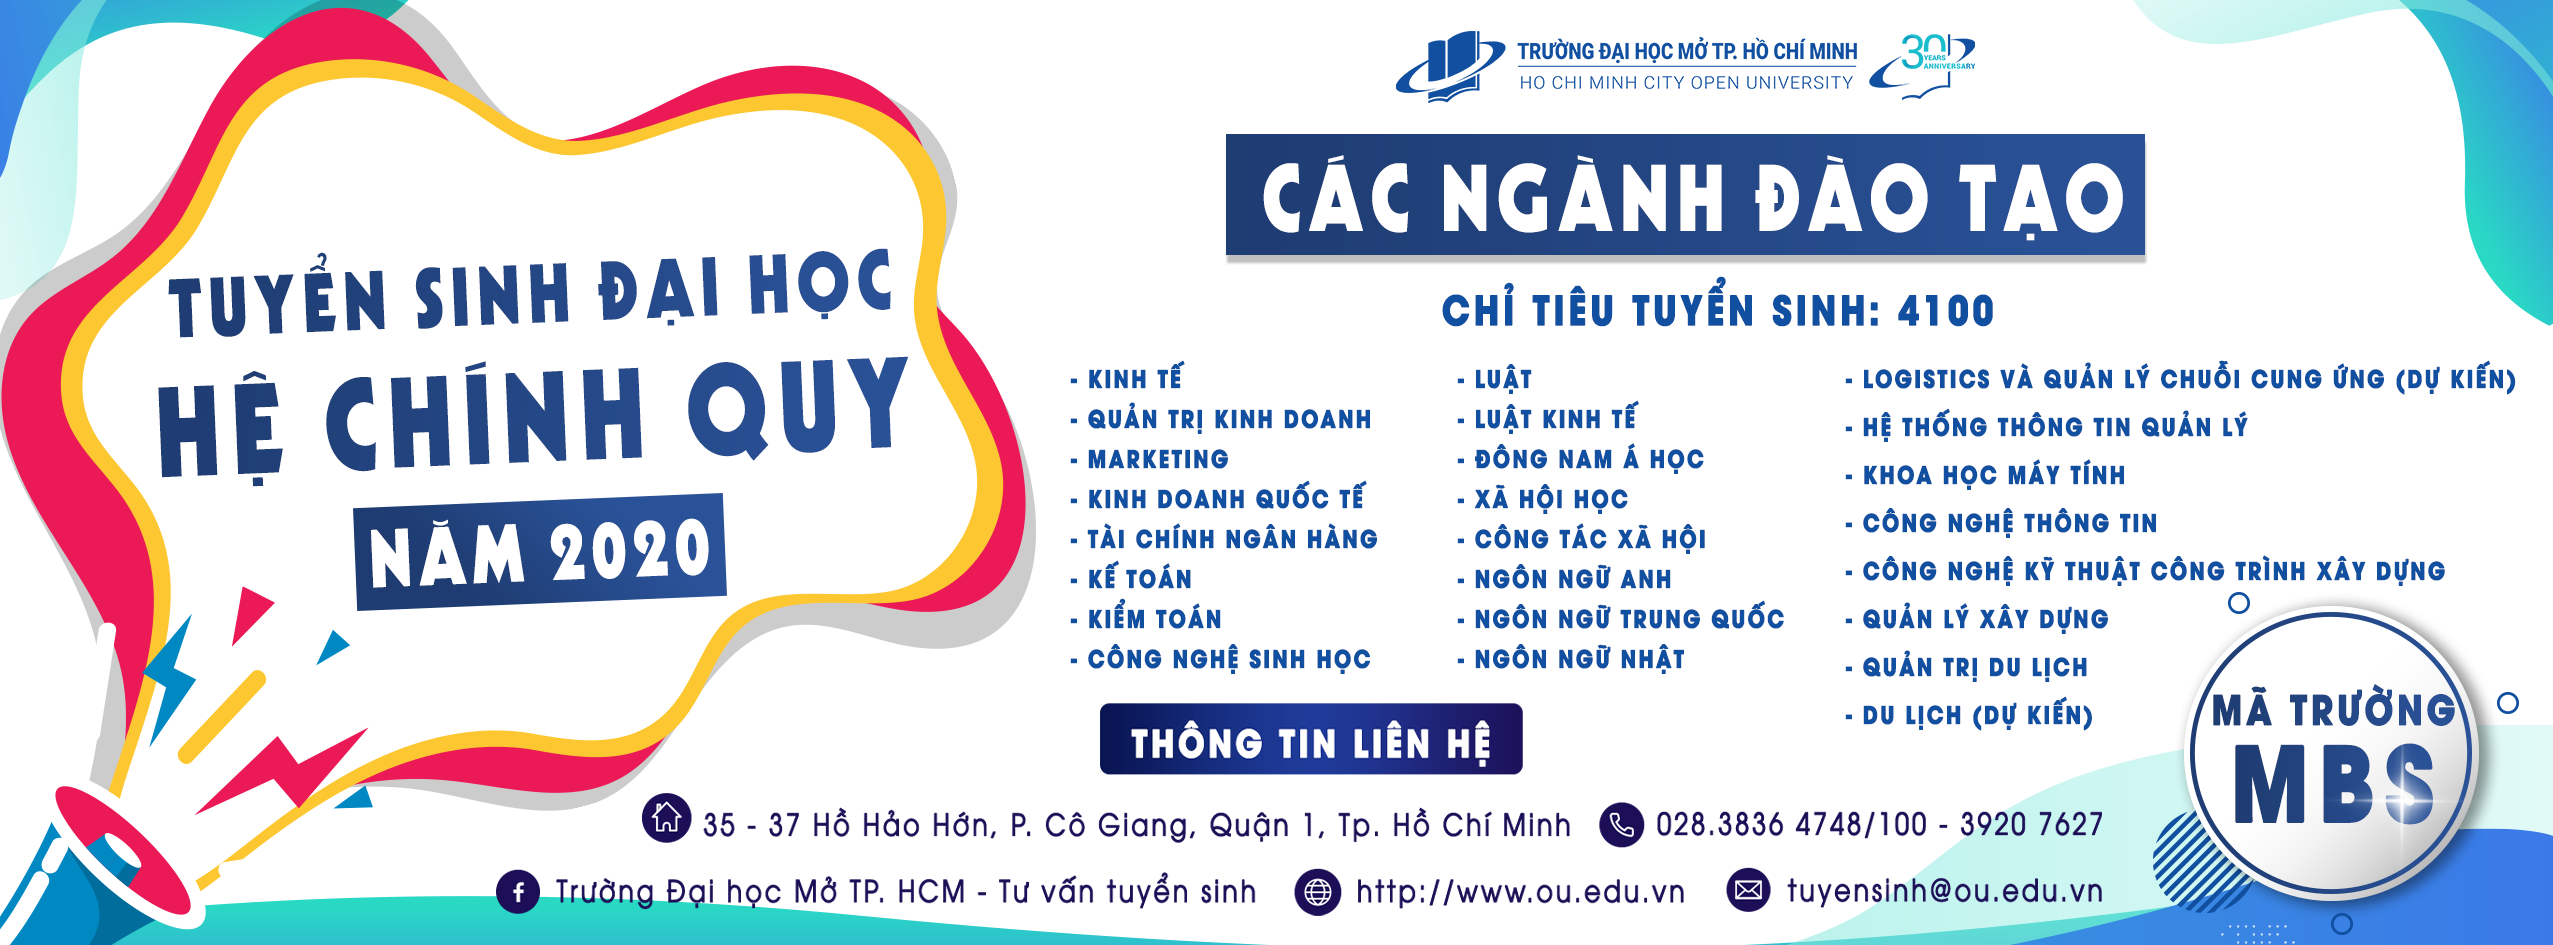 TUYỂN SINH ĐẠI HỌC
HỆ CHÍNH QUY
NĂM 2020
TRƯỜNG ĐẠI HỌC MỞ TP. HỒ CHÍ MINH
HO CHI MINH CITY OPEN UNIVERSITY
30
YEARS
ANNIVERSARY
CÁC NGÀNH ĐÀO TẠO
CHỈ TIÊU TUYỂN SINH: 4100
- KINH TẾ
- QUẢN TRỊ KINH DOANH
- MARKETING
- KINH DOANH QUỐC TẾ
- TÀI CHÍNH NGÂN HÀNG
- KẾ TOÁN
- KIỂM TOÁN
- CÔNG NGHỆ SINH HỌC
- LUẬT
- LUẬT KINH TẾ
- ĐÔNG NAM Á HỌC
- XÃ HỘI HỌC
- CÔNG TÁC XÃ HỘI
- NGÔN NGỮ ANH
- NGÔN NGỮ TRUNG QUỐC
- NGÔN NGỮ NHẬT
- LOGISTICS VÀ QUẢN LÝ CHUỖI CUNG ỨNG (DỰ KIẾN)
- HỆ THỐNG THÔNG TIN QUẢN LÝ
- KHOA HỌC MÁY TÍNH
- CÔNG NGHỆ THÔNG TIN
- CÔNG NGHỆ KỸ THUẬT CÔNG TRÌNH XÂY DỰNG
- QUẢN LÝ XÂY DỰNG
- QUẢN TRỊ DU LỊCH
- DU LỊCH (DỰ KIẾN)
MÃ TRƯỜNG
MBS
THÔNG TIN LIÊN HỆ
35 - 37 Hồ Hảo Hớn, P. Cô Giang, Quận 1, Tp. Hồ Chí Minh
028.3836 4748/100 - 3920 7627
Trường Đại học Mở TP. HCM - Tư vấn tuyển sinh
http://www.ou.edu.vn
tuyensinh@ou.edu.vn